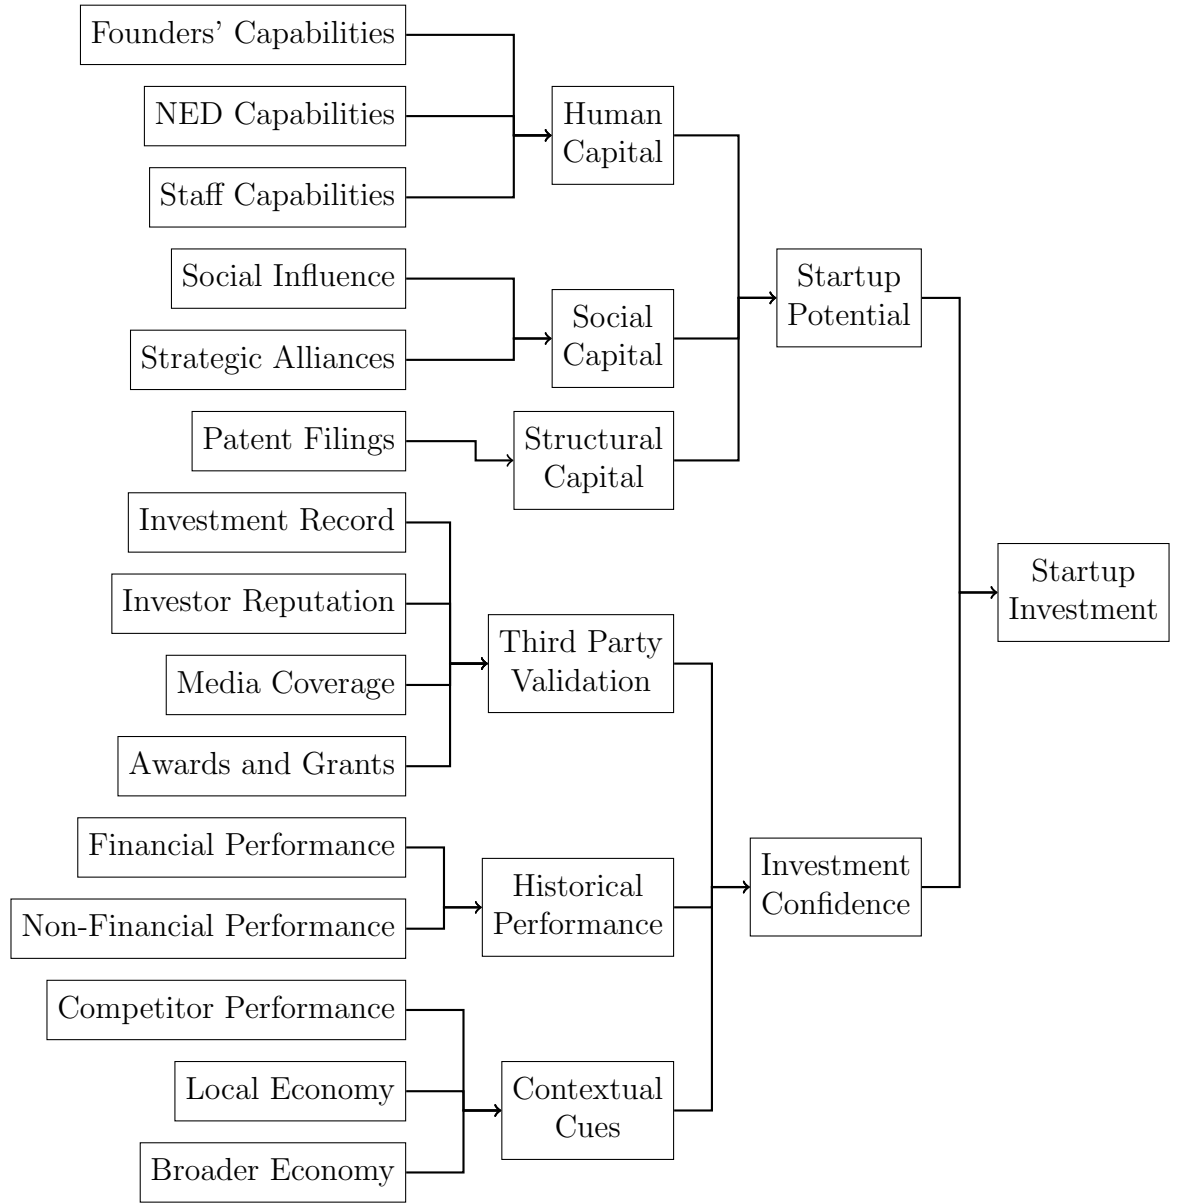 Founders' Capabilities
NED Capabilities
Staff Capabilities
Social Influence
Strategic Alliances
Patent Filings
Investment Record
Investor Reputation
Media Coverage
Awards and Grants
Financial Performance
Non-Financial Performance
Competitor Performance
Local Economy
Broader Economy
Human
Capital
Social
Capital
Structural
Capital
Third Party
Validation
Historical
Performance
Contextual
Cues
Startup
Potential
Investment
Confidence
Startup
Investment